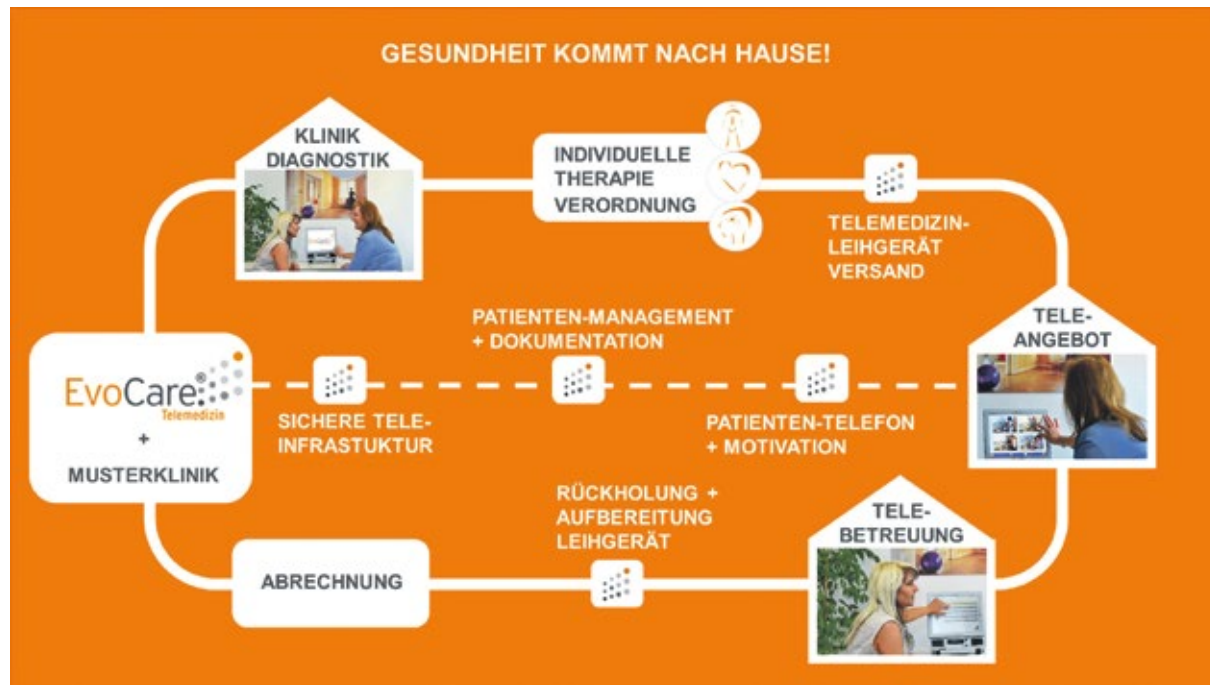 GESUNDHEIT KOMMT NACH HAUSE!
KLINIK
DIAGNOSTIK
INDIVIDUELLE
THERAPIE
VERORDNUNG
TELEMEDIZIN-
LEIHGERÄT
VERSAND
TELE-
ANGEBOT
PATIENTEN-MANAGEMENT
+ DOKUMENTATION
EvoCare®
Telemedizin
+
MUSTERKLINIK
SICHERE TELE-
INFRASTUKTUR
PATIENTEN-TELEFON
+ MOTIVATION
RÜCKHOLUNG +
AUFBEREITUNG
LEIHGERÄT
TELE-
BETREUUNG
ABRECHNUNG